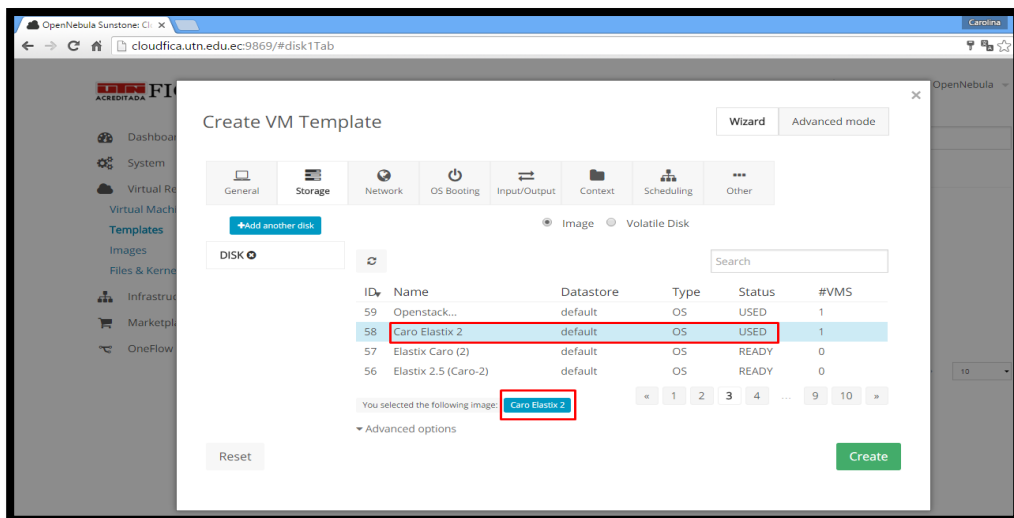 OpenNebula Sunstone: Cl
Carolina
cloudfica.utn.edu.ec:9869/#disk1Tab
UTN FIC
ACREDITADA
OpenNebula
Create VM Template
Wizard Advanced mode
Dashboar
System
Virtual Re
Virtual Machi
Templates
Images
Files & Kerne
Infrastruc
Marketpl
OneFlow
General Storage Network OS Booting Input/Output Context Scheduling Other
+Add another disk
Image Volatile Disk
DISK
Search
ID Name Datastore Type Status #VMS
59 Openstack... default OS USED 1
58 Caro Elastix 2 default OS USED 1
57 Elastix Caro (2) default OS READY 0
56 Elastix 2.5 (Caro-2) default OS READY 0
10
« 1 2 3 4 ... 9 10 »
You selected the following image: Caro Elastix 2
Advanced options
Reset
Create